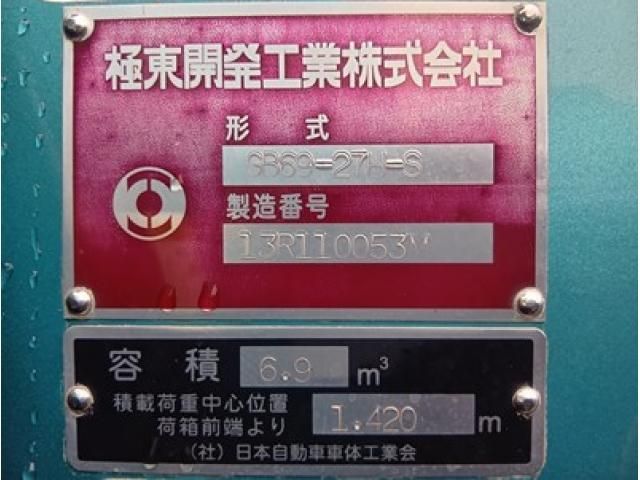 極東開発工業株式会社
形 式
GB69-27H-S
製造番号
13R110053M
容 積 6.9 m³
積載荷重中心位置
荷箱前端より 1.420 m
(社)日本自動車車体工業会